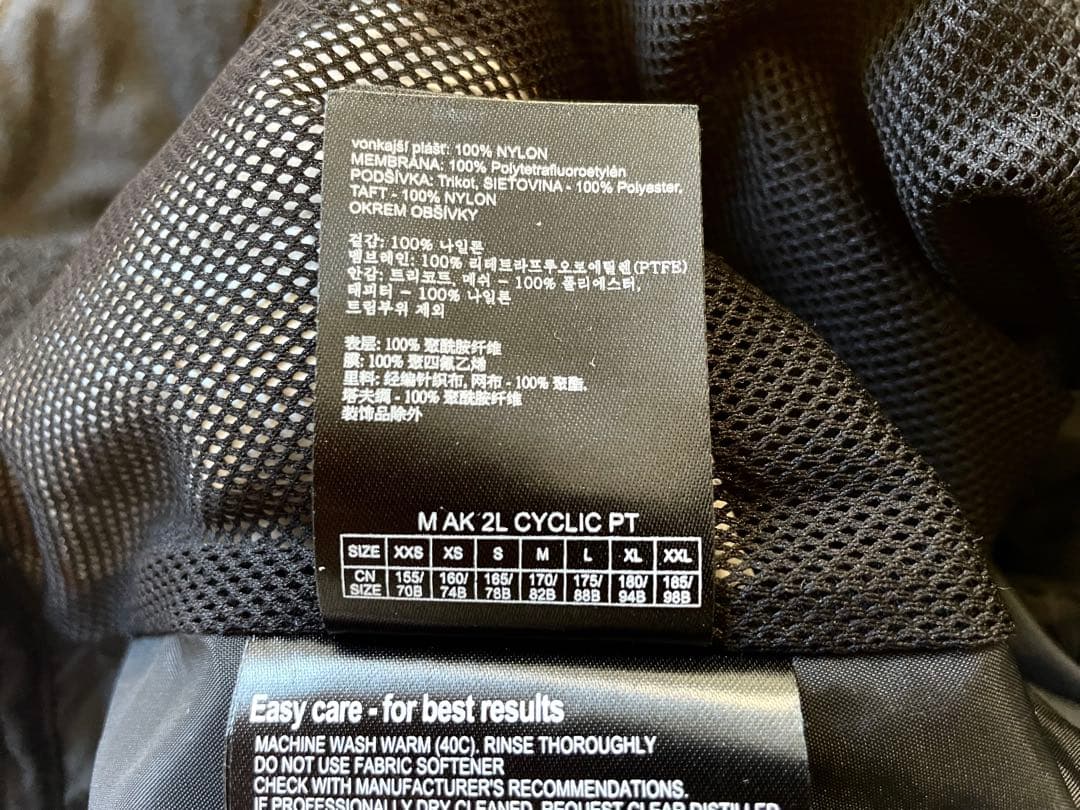 vonkajší plášť: 100% NYLON
MEMBRÁNA: 100% Polytetrafluoroetylén
PODŠÍVKA: Trikot, SIEŤOVINA - 100% Polyester,
TAFT - 100% NYLON
OKREM OBŠÍVKY
겉감: 100% 나일론
멤브레인: 100% 리테트라프루오로에틸렌(PTFE)
안감: 트리코트, 메쉬 – 100% 폴리에스터,
태피터 – 100% 나일론
트림부위 제외
表层: 100% 聚酰胺纤维
膜: 100% 聚四氟乙烯
里料: 经编针织布, 网布 - 100% 聚酯,
塔夫绸 - 100% 聚酰胺纤维
装饰品除外
M AK 2L CYCLIC PT
SIZE XXS XS S M L XL XXL
CN SIZE 155/70B 160/74B 165/78B 170/82B 175/88B 180/94B 185/98B
Easy care - for best results
MACHINE WASH WARM (40C). RINSE THOROUGHLY
DO NOT USE FABRIC SOFTENER
CHECK WITH MANUFACTURER'S RECOMMENDATIONS.
IF PROFESSIONALLY DRY CLEANED, REQUEST CLEAR DISTILLED